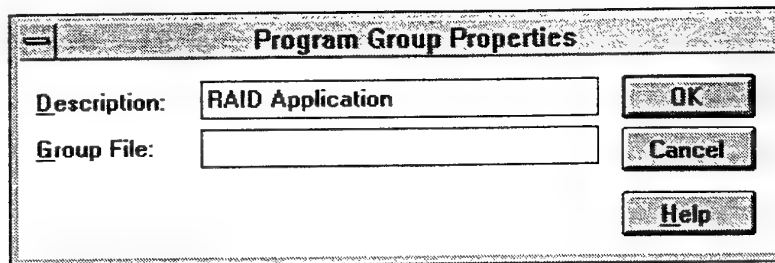 Program Group Properties
Description: RAID Application OK
Group File: Cancel
Help